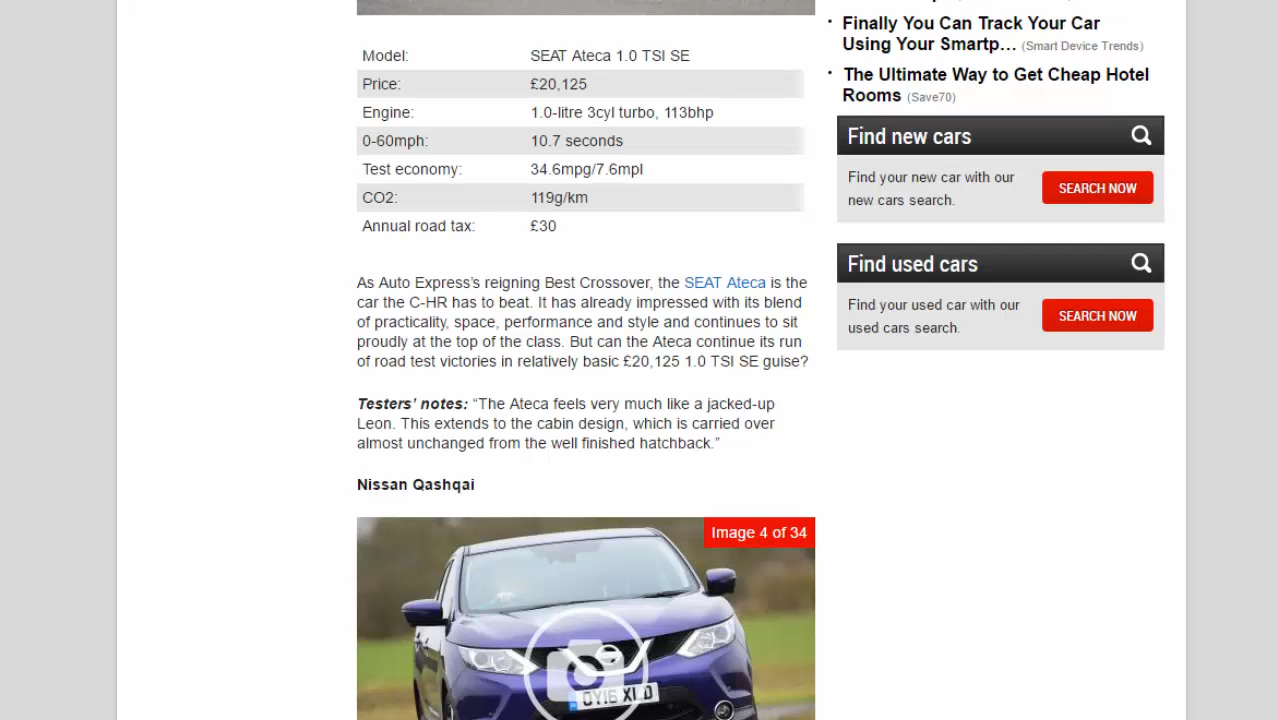 Model: SEAT Ateca 1.0 TSI SE
Price: £20,125
Engine: 1.0-litre 3cyl turbo, 113bhp
0-60mph: 10.7 seconds
Test economy: 34.6mpg/7.6mpl
CO2: 119g/km
Annual road tax: £30
As Auto Express’s reigning Best Crossover, the SEAT Ateca is the
car the C-HR has to beat. It has already impressed with its blend
of practicality, space, performance and style and continues to sit
proudly at the top of the class. But can the Ateca continue its run
of road test victories in relatively basic £20,125 1.0 TSI SE guise?
Testers’ notes: “The Ateca feels very much like a jacked-up
Leon. This extends to the cabin design, which is carried over
almost unchanged from the well finished hatchback.”
Nissan Qashqai
Image 4 of 34
OY16 XLD
Finally You Can Track Your Car
Using Your Smartp… (Smart Device Trends)
The Ultimate Way to Get Cheap Hotel
Rooms (Save70)
Find new cars
Find your new car with our
new cars search.
SEARCH NOW
Find used cars
Find your used car with our
used cars search.
SEARCH NOW